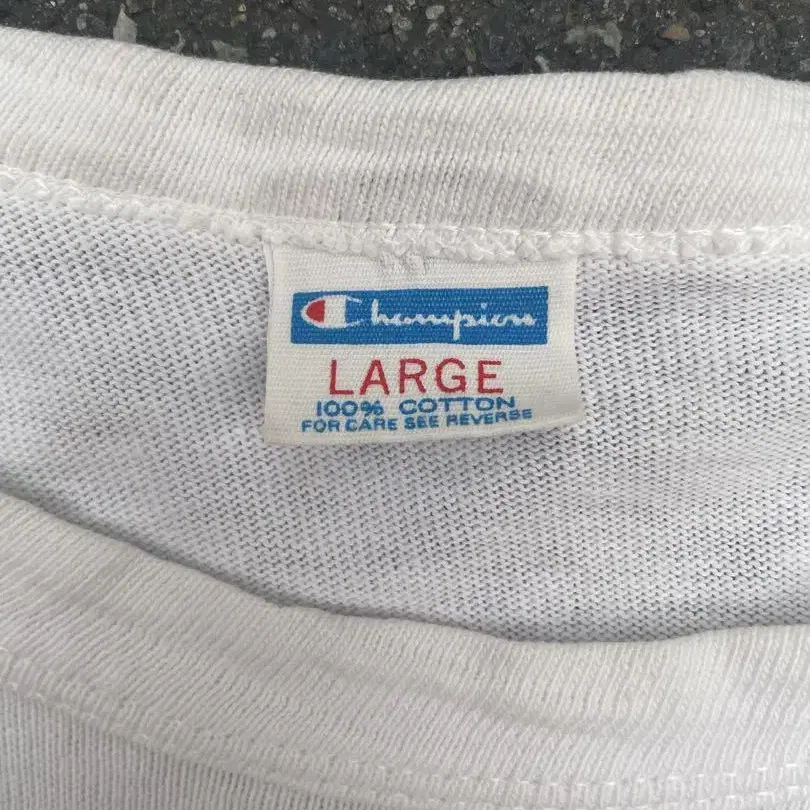 Champion
LARGE
100% COTTON
FOR CARE SEE REVERSE